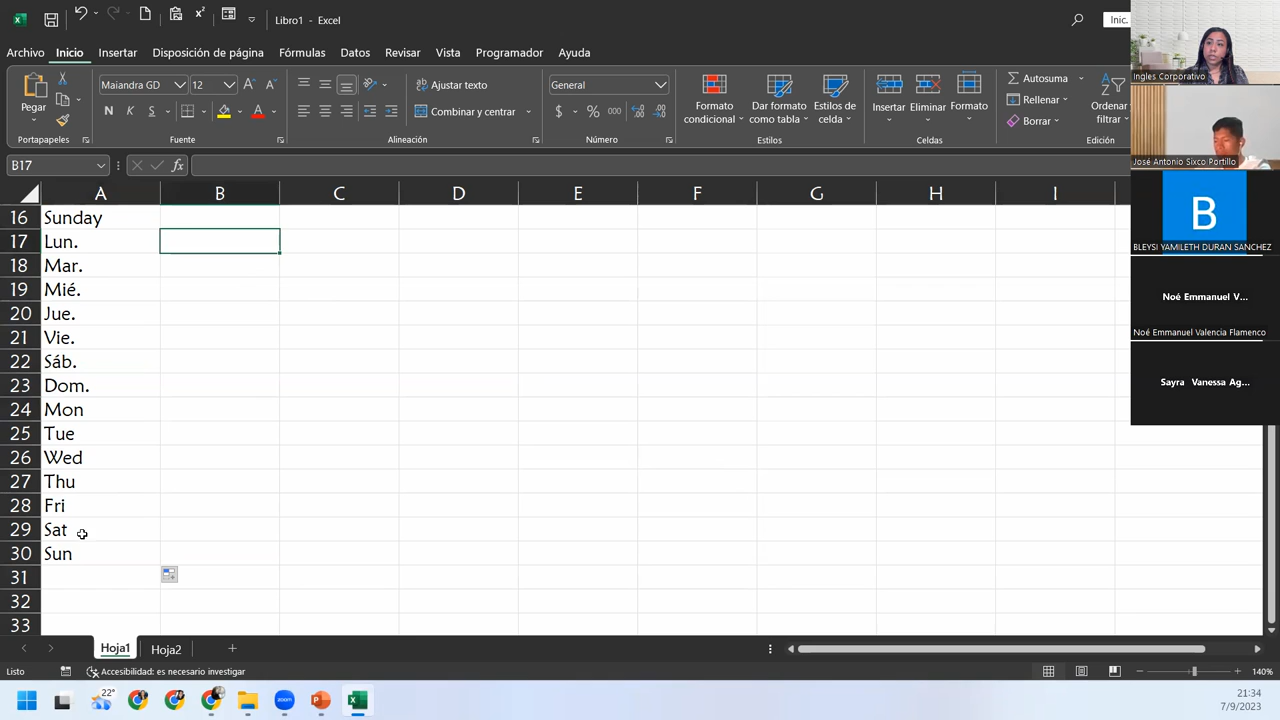 Libro1 - Excel
Inic.
Archivo Inicio Insertar Disposición de página Fórmulas Datos Revisar Vista Programador Ayuda
Pegar
Maiandra GD 12
N K S
Ajustar texto
Combinar y centrar
General
Formato condicional
Dar formato como tabla
Estilos de celda
Insertar Eliminar Formato
Autosuma
Rellenar
Borrar
Ordenar filtrar
Portapapeles Fuente Alineación Número Estilos Celdas Edición
B17
fx
A B C D E F G H I
16 Sunday
17 Lun.
18 Mar.
19 Mié.
20 Jue.
21 Vie.
22 Sáb.
23 Dom.
24 Mon
25 Tue
26 Wed
27 Thu
28 Fri
29 Sat
30 Sun
31
32
33
Hoja1 Hoja2
Listo Accesibilidad: es necesario investigar 140%
22°
zoom
21:34
7/9/2023
Ingles Corporativo
José Antonio Sixco Portillo
B
BLEYSI YAMILETH DURAN SANCHEZ
Noé Emmanuel V...
Noé Emmanuel Valencia Flamenco
Sayra Vanessa Ag...